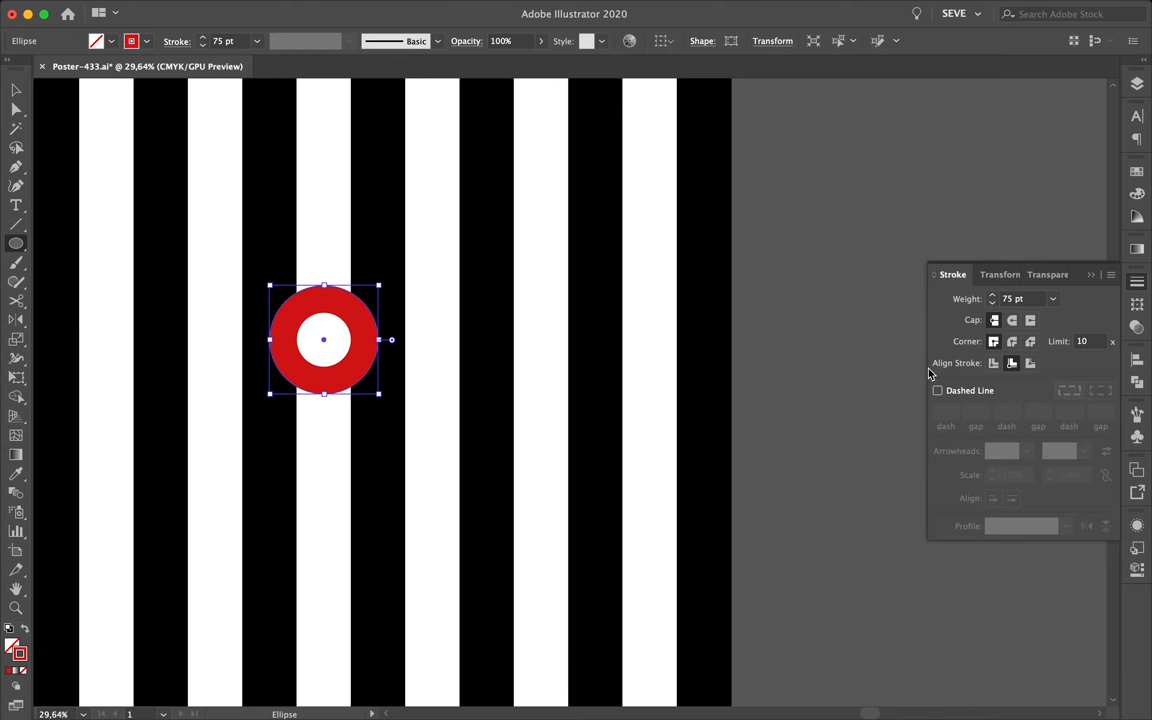 Adobe Illustrator 2020
SEVE
Search Adobe Stock
Ellipse
Stroke:
75 pt
Basic
Opacity:
100%
Style:
Shape:
Transform
× Poster-433.ai* @ 29,64% (CMYK/GPU Preview)
Stroke
Transforn
Transpare
Weight:
75 pt
Cap:
Corner:
Limit:
10
x
Align Stroke:
Dashed Line
dash
gap
dash
gap
dash
gap
Arrowheads:
Scale:
Align:
Profile:
29,64%
1
Ellipse